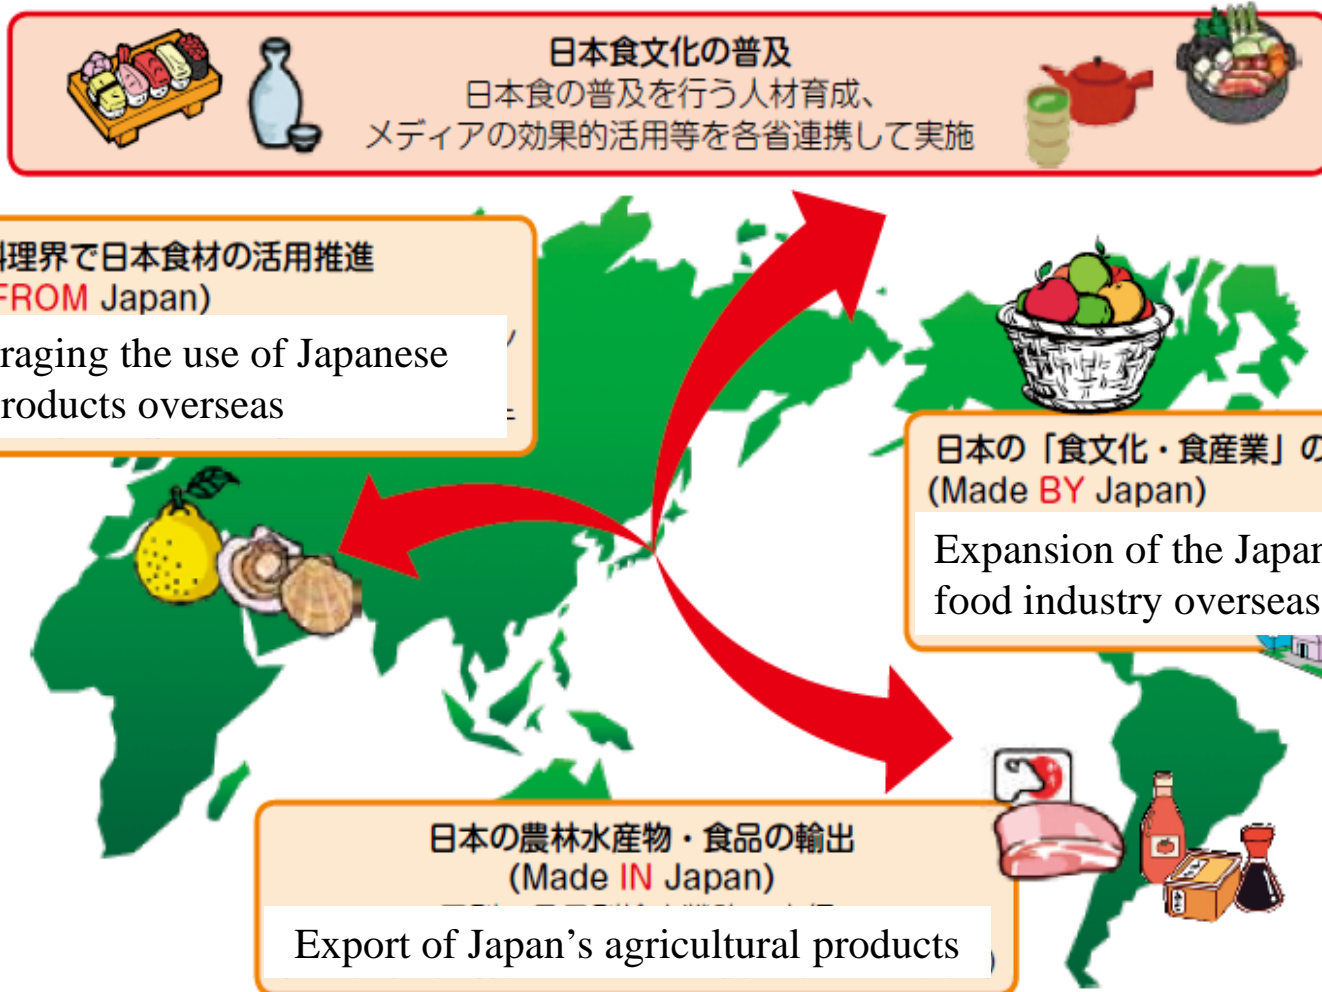 日本食文化の普及
日本食の普及を行う人材育成、
メディアの効果的活用等を各省連携して実施
理界で日本食材の活用推進
FROM Japan)
raging the use of Japanese
roducts overseas
日本の「食文化・食産業」の
(Made BY Japan)
Expansion of the Japan
food industry overseas
日本の農林水産物・食品の輸出
(Made IN Japan)
Export of Japan’s agricultural products